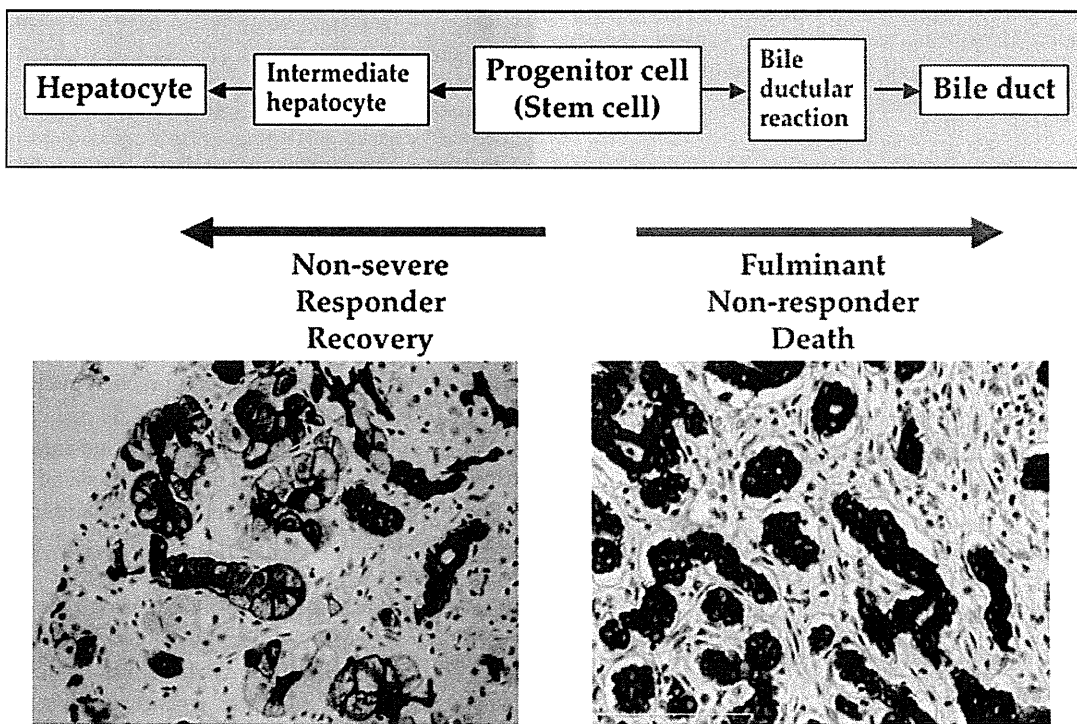 Hepatocyte
Intermediate
hepatocyte
Progenitor cell
(Stem cell)
Bile
ductular
reaction
Bile duct
Non-severe
Responder
Recovery
Fulminant
Non-responder
Death